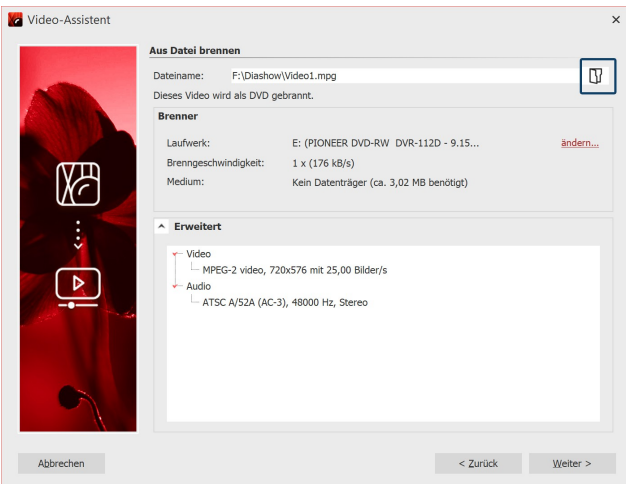 Video-Assistent
Aus Datei brennen
Dateiname: F:\Diashow\Video1.mpg
Dieses Video wird als DVD gebrannt.
Brenner
Laufwerk: E: (PIONEER DVD-RW DVR-112D - 9.15... ändern...
Brenngeschwindigkeit: 1 x (176 kB/s)
Medium: Kein Datenträger (ca. 3,02 MB benötigt)
Erweitert
Video
MPEG-2 video, 720x576 mit 25,00 Bilder/s
Audio
ATSC A/52A (AC-3), 48000 Hz, Stereo
Abbrechen < Zurück Weiter >